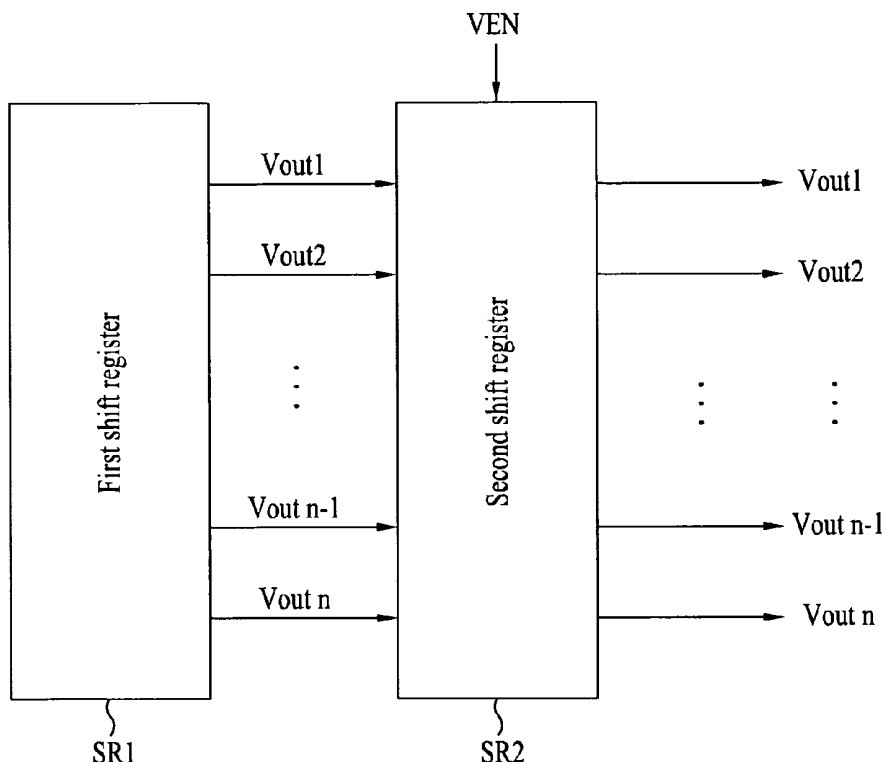 VEN
First shift register
Vout1
Vout2
Vout n-1
Vout n
Second shift register
Vout1
Vout2
Vout n-1
Vout n
SR1
SR2